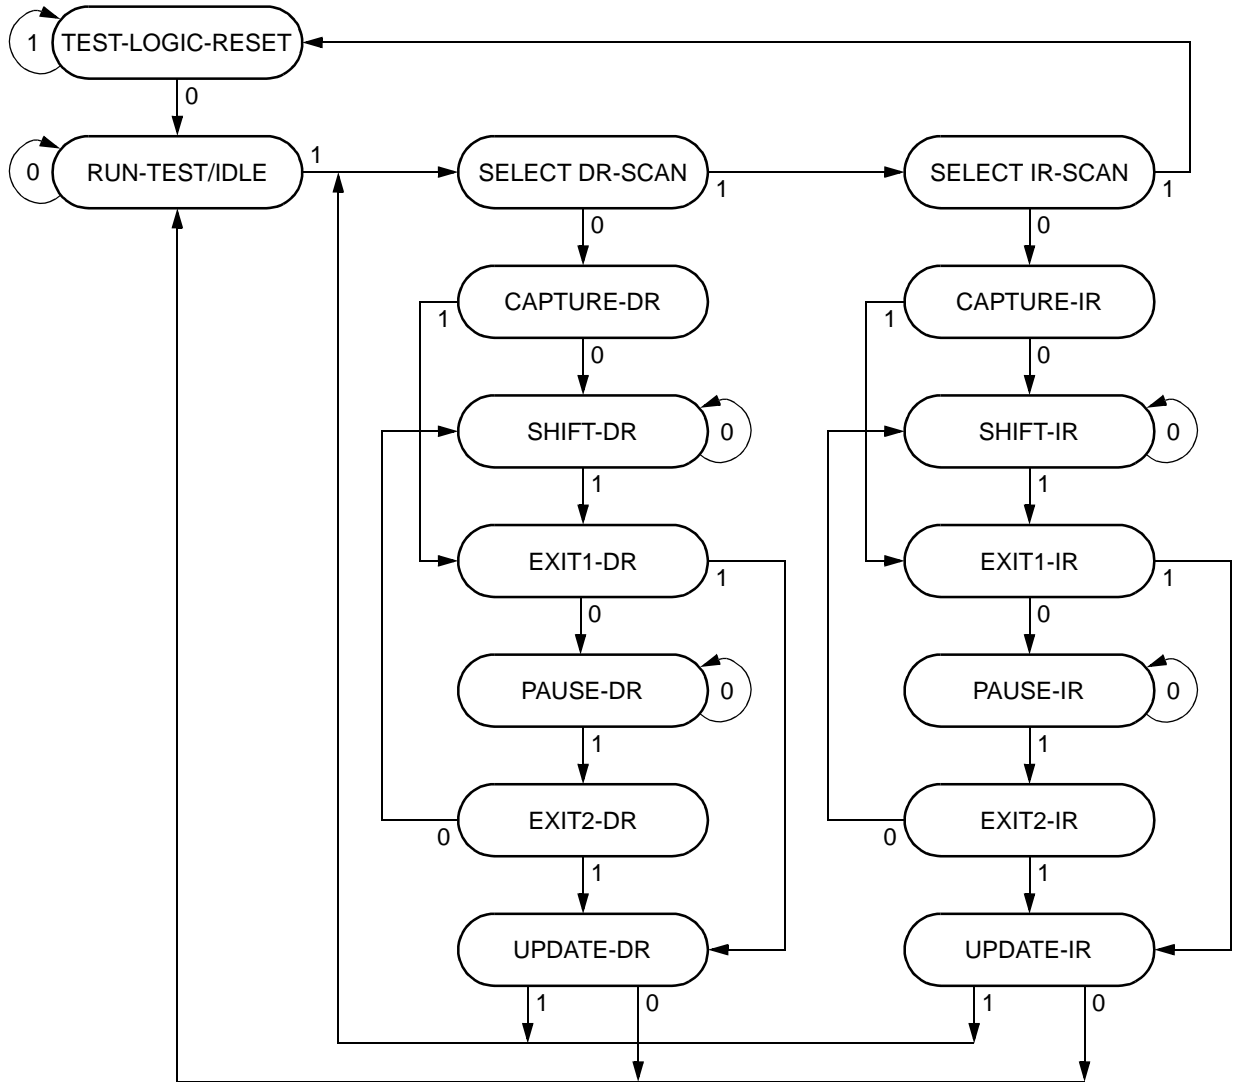 1 TEST-LOGIC-RESET
0
0 RUN-TEST/IDLE 1 SELECT DR-SCAN 1 SELECT IR-SCAN 1
0 0
CAPTURE-DR CAPTURE-IR
1 1
0 0
SHIFT-DR 0 SHIFT-IR 0
1 1
EXIT1-DR EXIT1-IR
1 1
0 0
PAUSE-DR 0 PAUSE-IR 0
1 1
EXIT2-DR EXIT2-IR
0 0
1 1
UPDATE-DR UPDATE-IR
1 0 1 0